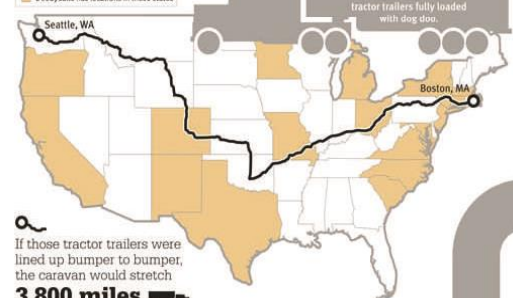 tractor trailers fully loaded
with dog doo.
Seattle, WA
Boston, MA
If those tractor trailers were
lined up bumper to bumper,
the caravan would stretch
3,800 miles